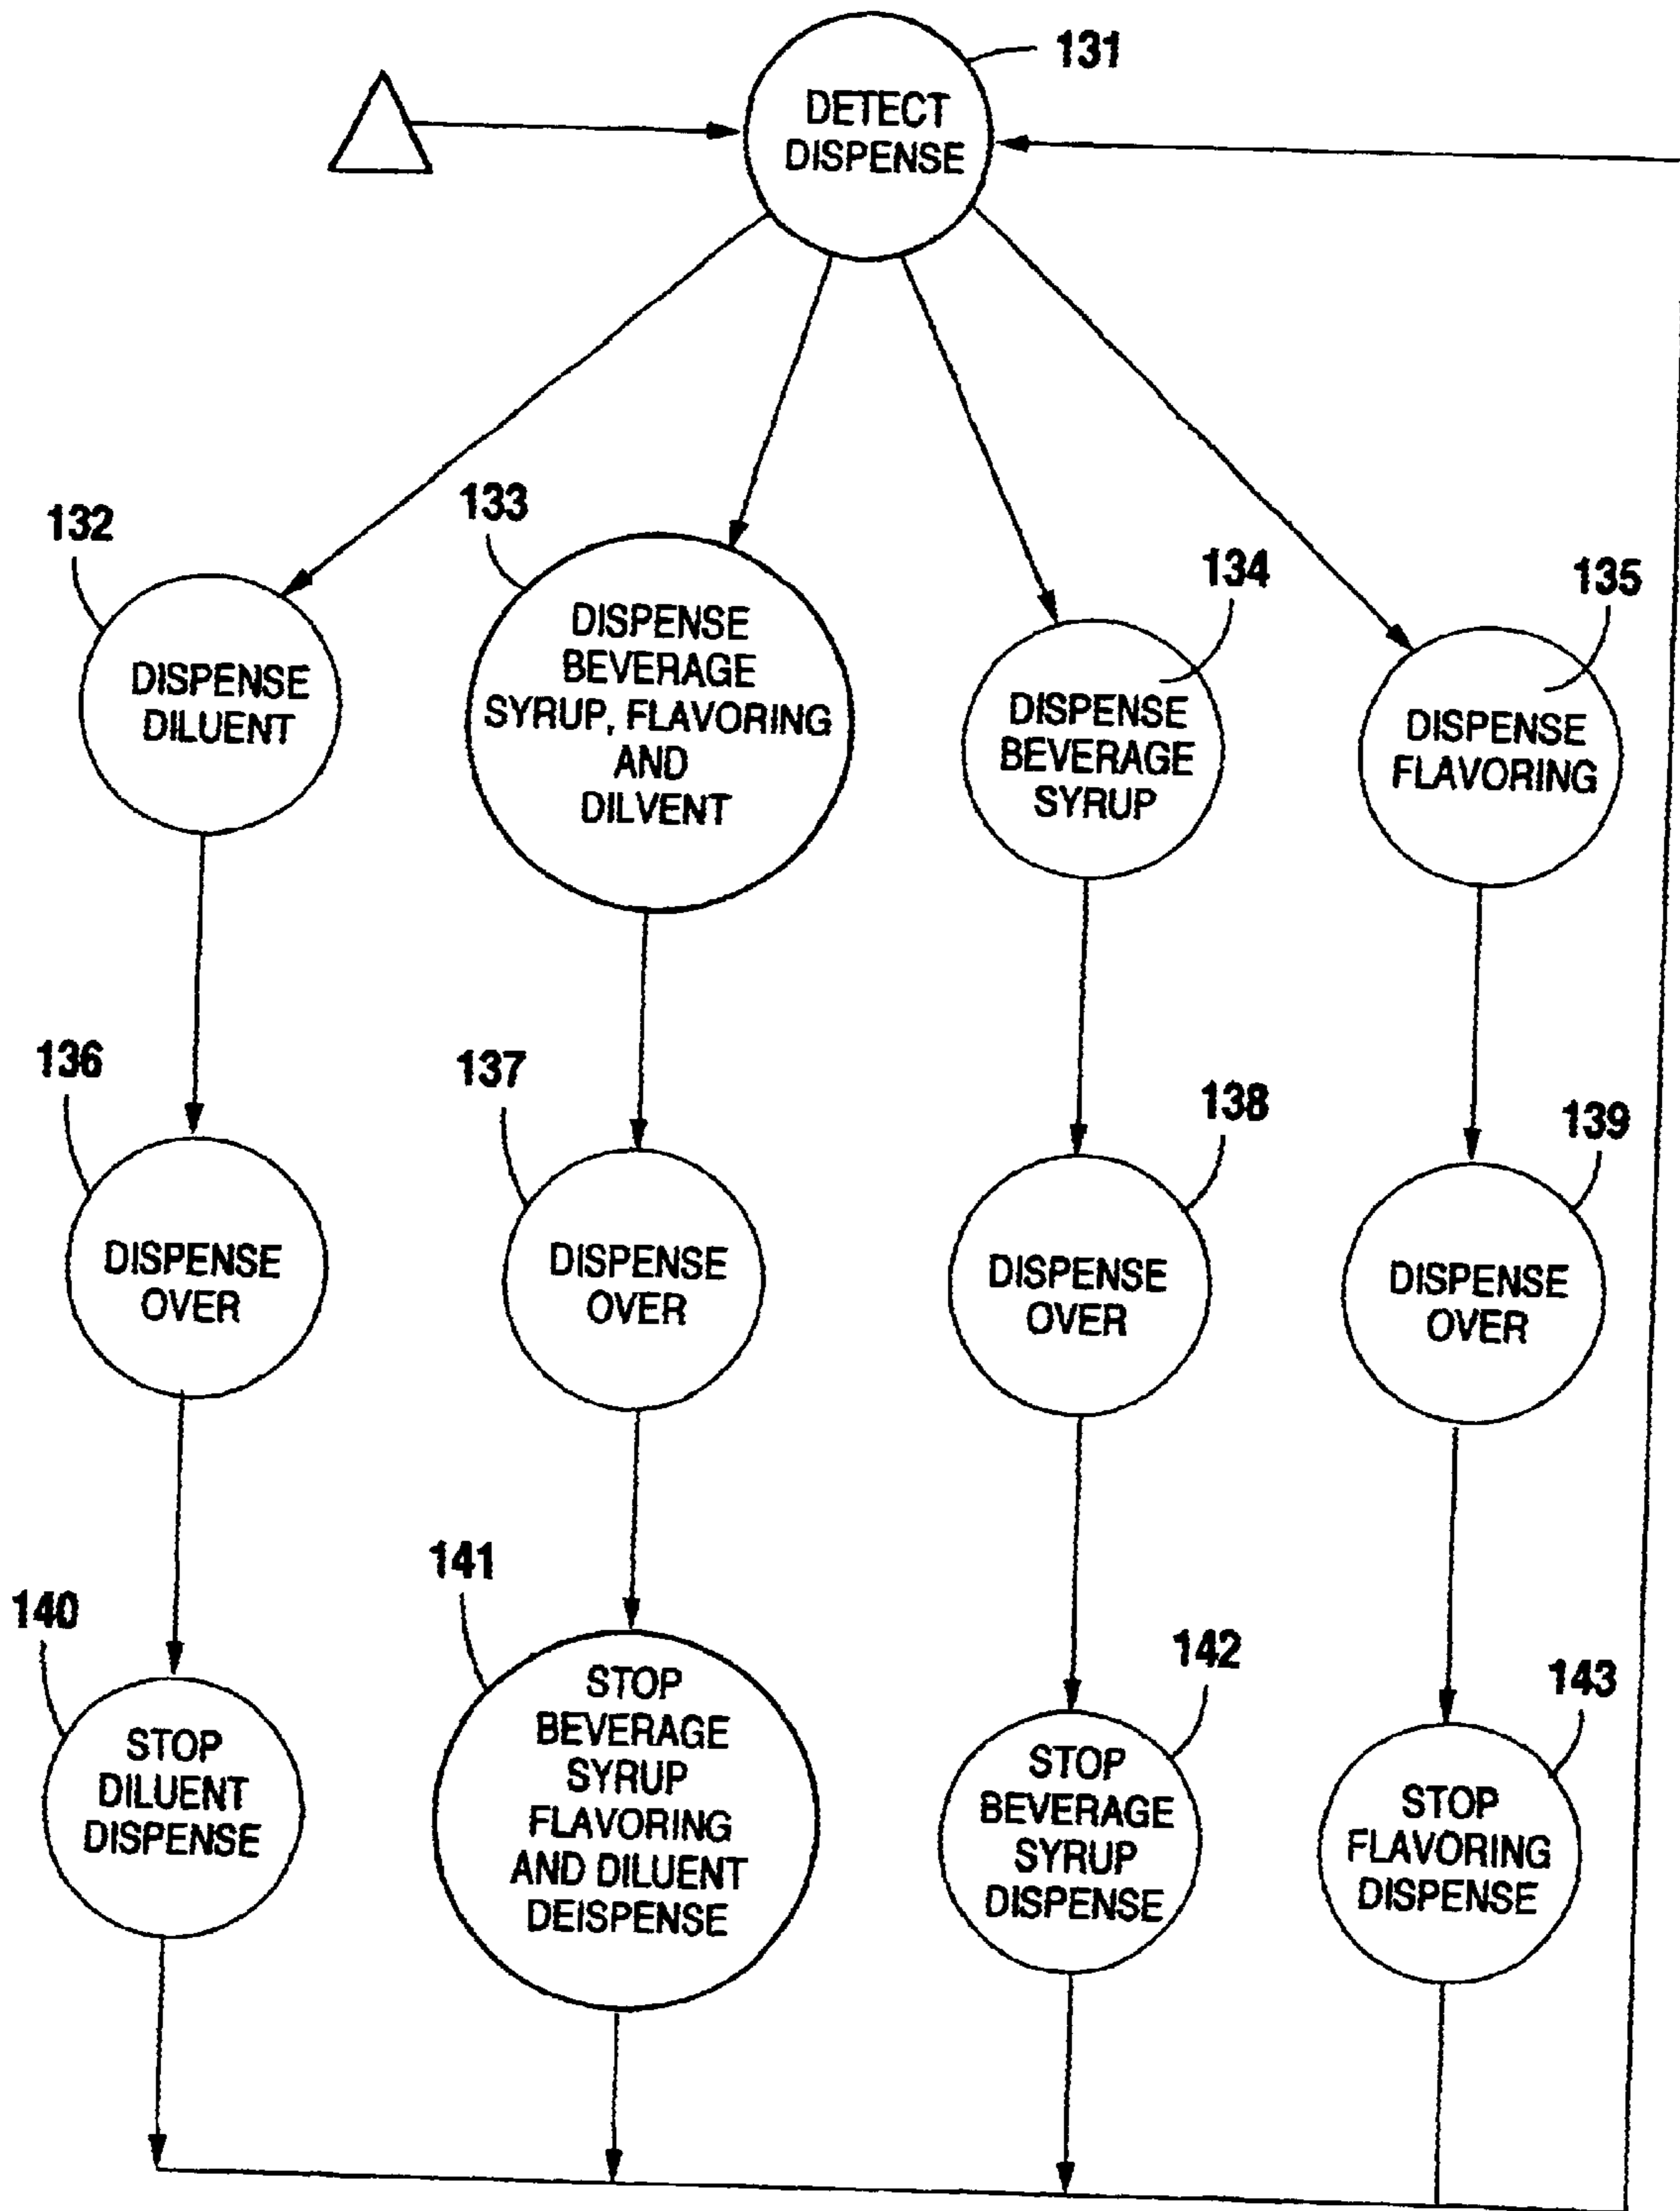 131
DETECT
DISPENSE
132
133
134
135
DISPENSE
DILUENT
DISPENSE
BEVERAGE
SYRUP, FLAVORING
AND
DILVENT
DISPENSE
BEVERAGE
SYRUP
DISPENSE
FLAVORING
136
137
138
139
DISPENSE
OVER
DISPENSE
OVER
DISPENSE
OVER
DISPENSE
OVER
140
141
142
143
STOP
DILUENT
DISPENSE
STOP
BEVERAGE
SYRUP
FLAVORING
AND DILUENT
DEISPENSE
STOP
BEVERAGE
SYRUP
DISPENSE
STOP
FLAVORING
DISPENSE